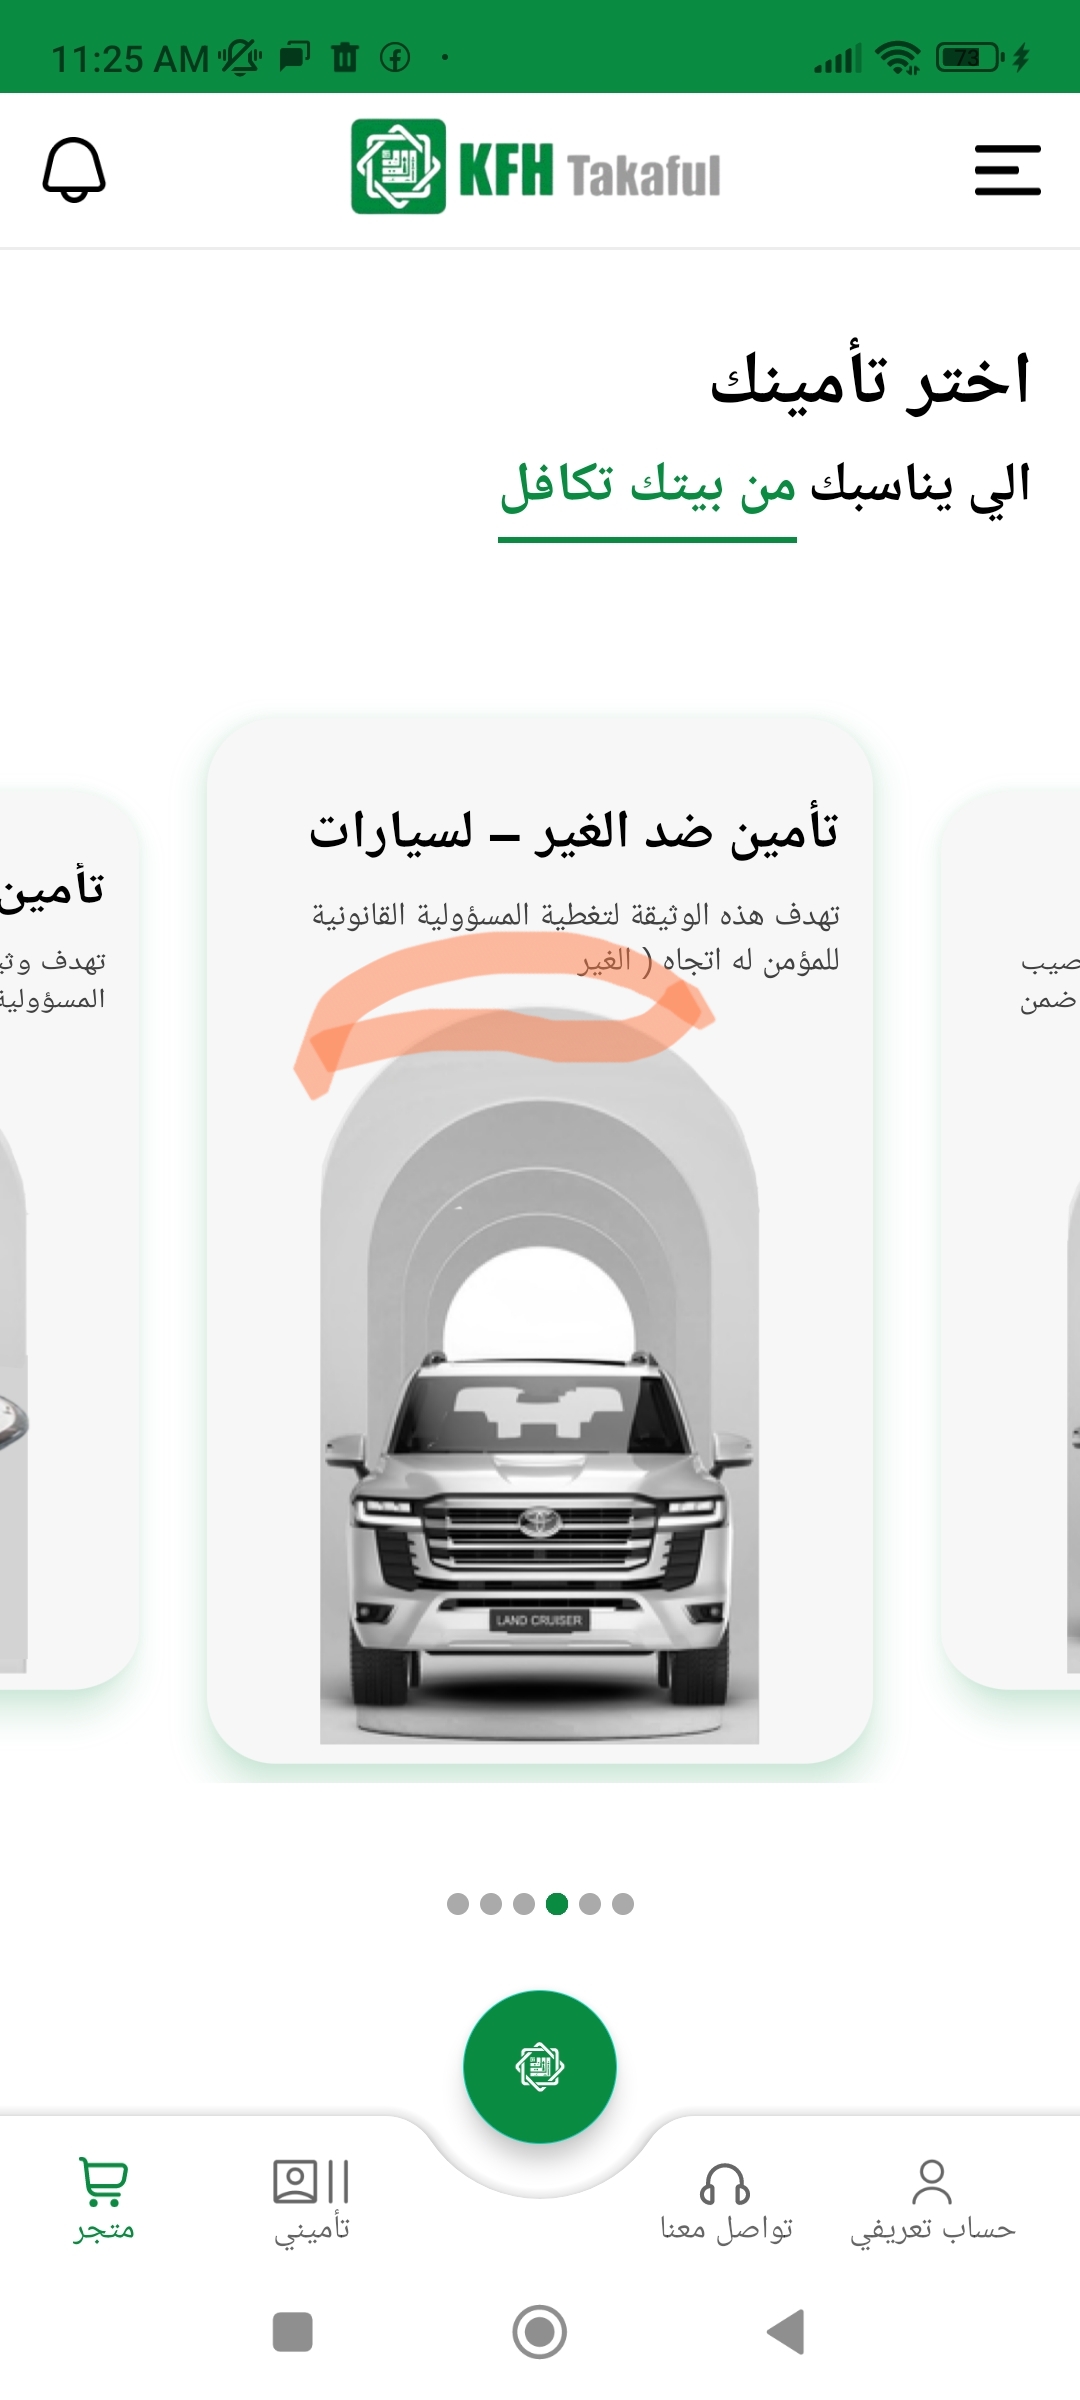 11:25 AM
73
KFH Takaful
اختر تأمينك
الي يناسبك من بيتك تكافل
تأمين ضد الغير – لسيارات
تهدف هذه الوثيقة لتغطية المسؤولية القانونية
للمؤمن له اتجاه ( الغير
صيب
ضمن
تأمين
تهدف وثي
المسؤولية
LAND CRUISER
حساب تعريفي
تواصل معنا
تأميني
متجر